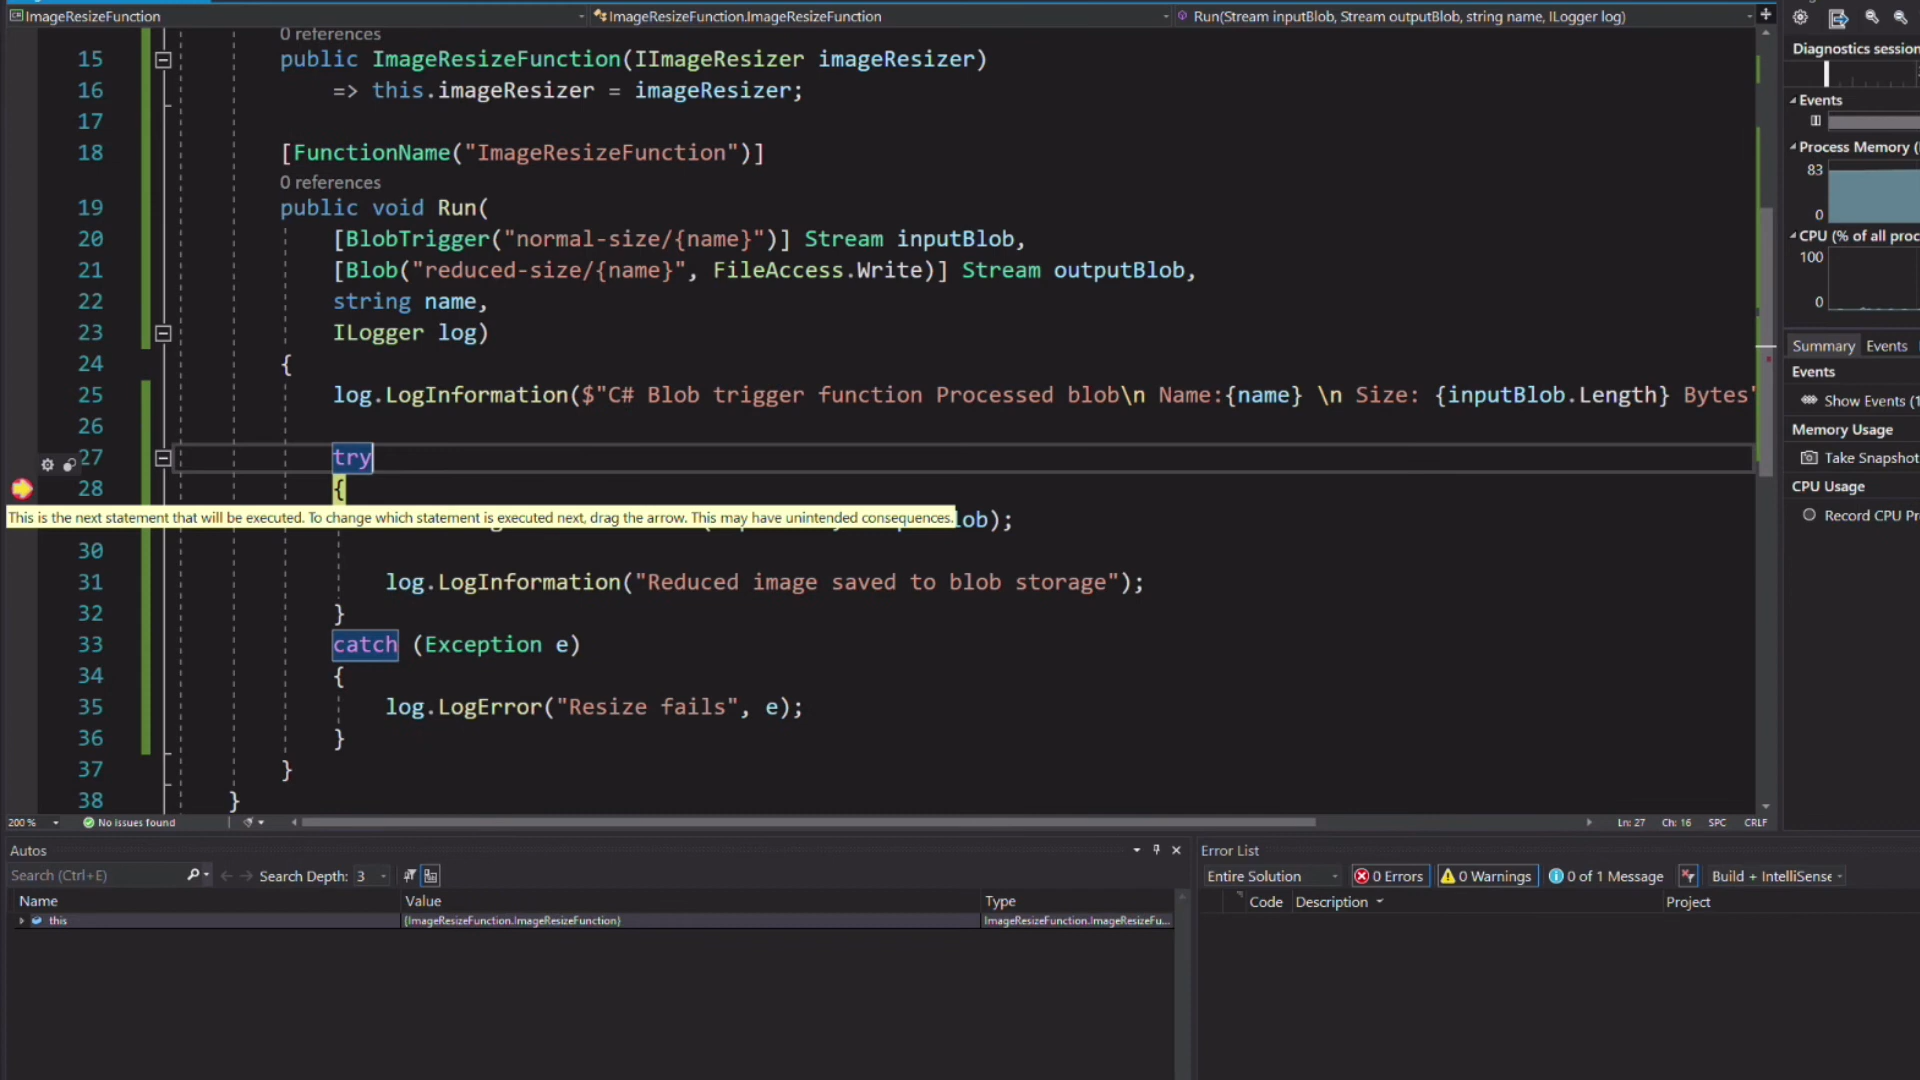 ImageResizeFunction
ImageResizeFunction.ImageResizeFunction
Run(Stream inputBlob, Stream outputBlob, string name, ILogger log)
0 references
15 public ImageResizeFunction(IImageResizer imageResizer)
16 => this.imageResizer = imageResizer;
17
18 [FunctionName("ImageResizeFunction")]
0 references
19 public void Run(
20 [BlobTrigger("normal-size/{name}")] Stream inputBlob,
21 [Blob("reduced-size/{name}", FileAccess.Write)] Stream outputBlob,
22 string name,
23 ILogger log)
24 {
25 log.LogInformation($"C# Blob trigger function Processed blob\n Name:{name} \n Size: {inputBlob.Length} Bytes"
26
27 try
28 {
This is the next statement that will be executed. To change which statement is executed next, drag the arrow. This may have unintended consequences.
lob);
30
31 log.LogInformation("Reduced image saved to blob storage");
32 }
33 catch (Exception e)
34 {
35 log.LogError("Resize fails", e);
36 }
37 }
38 }
200 %
No issues found
Ln: 27 Ch: 16 SPC CRLF
Diagnostics session
Events
Process Memory (
83
0
CPU (% of all proc
100
0
Summary Events
Events
Show Events (1
Memory Usage
Take Snapshot
CPU Usage
Record CPU Pr
Autos
Search (Ctrl+E)
Search Depth: 3
Name Value Type
this {ImageResizeFunction.ImageResizeFunction} ImageResizeFunction.ImageResizeFu...
Error List
Entire Solution 0 Errors 0 Warnings 0 of 1 Message Build + IntelliSense
Code Description Project